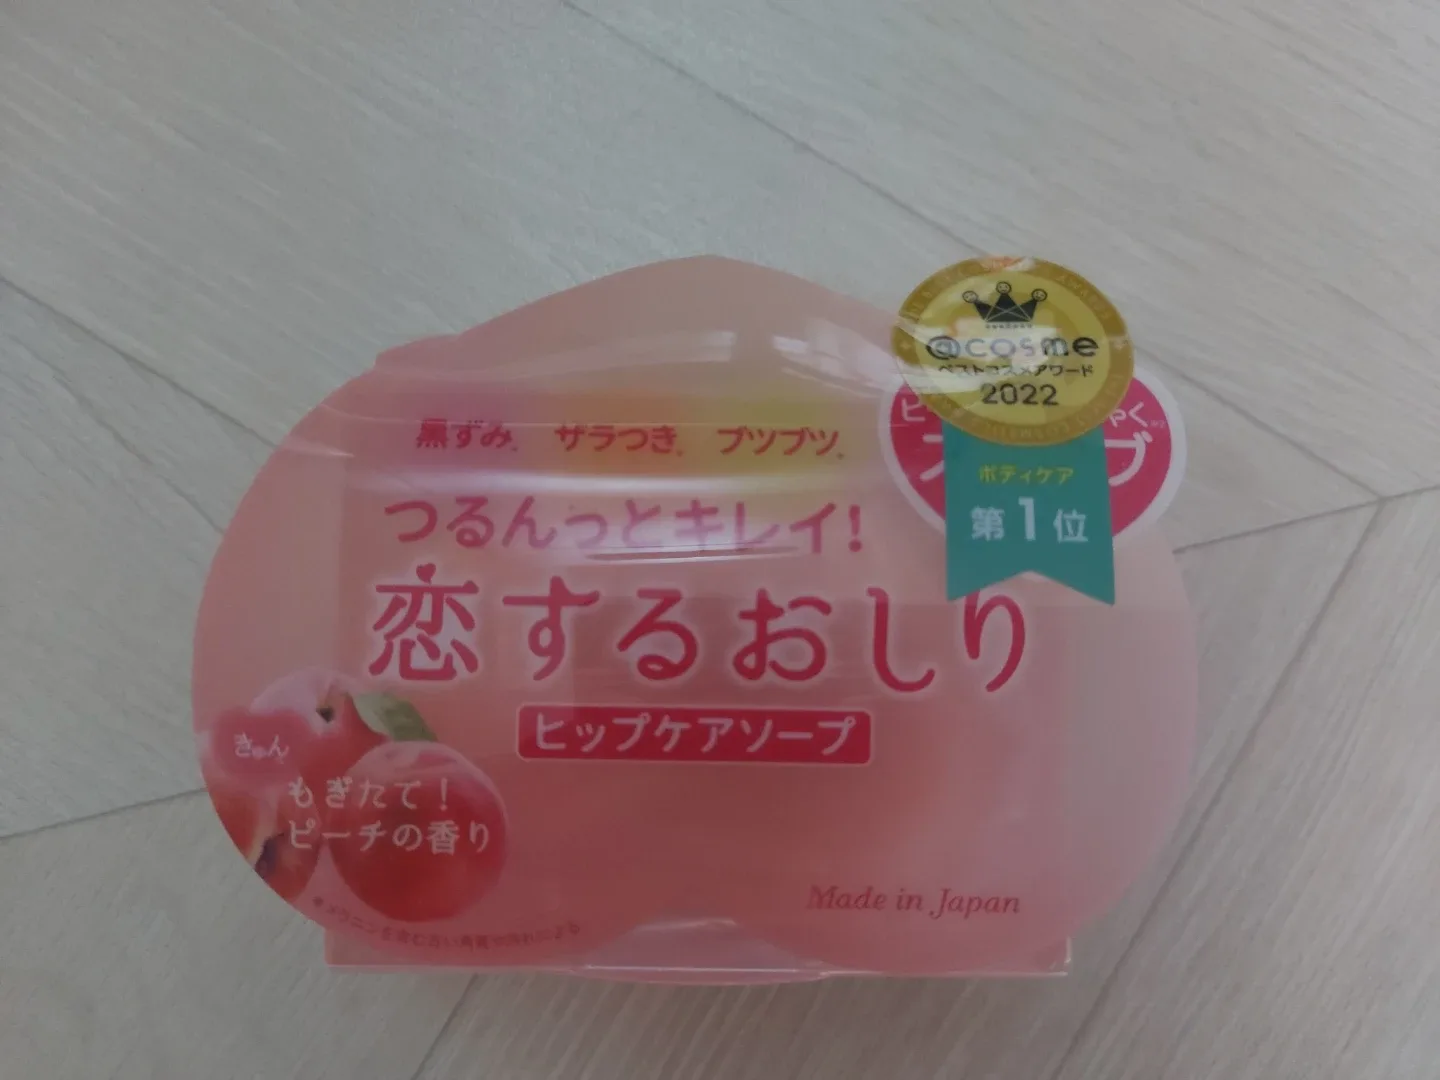 @cosme
ベストコスメアワード
2022
ボディケア
第1位
黒ずみ ザラつき ブツブツ
つるんっとキレイ!
恋するおしり
ヒップケアソープ
きゅん
もぎたて!
ピーチの香り
Made in Japan